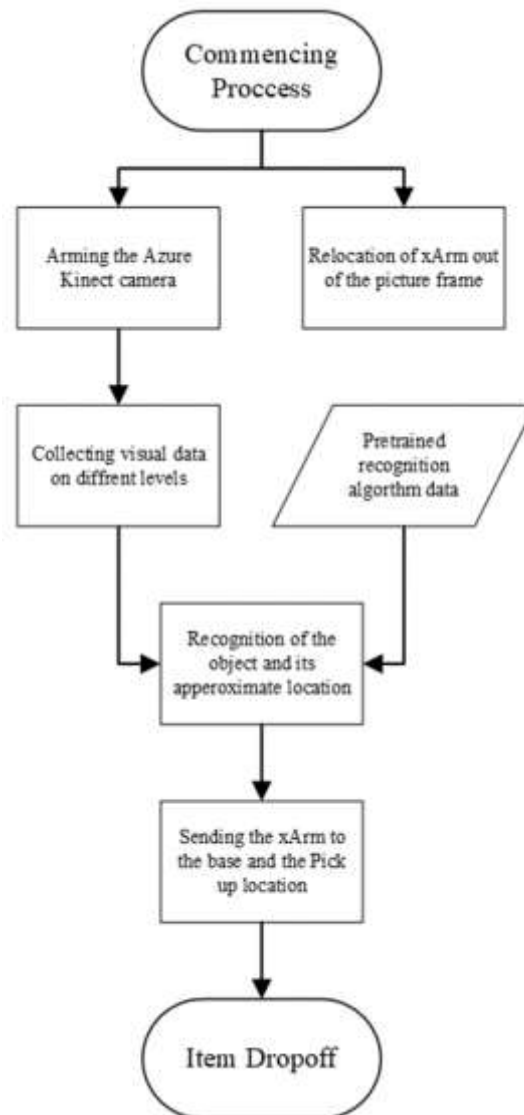 Commencing
Proccess
Arming the Azure
Kinect camera
Relocation of xArm out
of the picture frame
Collecting visual data
on diffrent levels
Pretrained
recognition
algorthm data
Recognition of the
object and its
apperoximate location
Sending the xArm to
the base and the Pick
up location
Item Dropoff